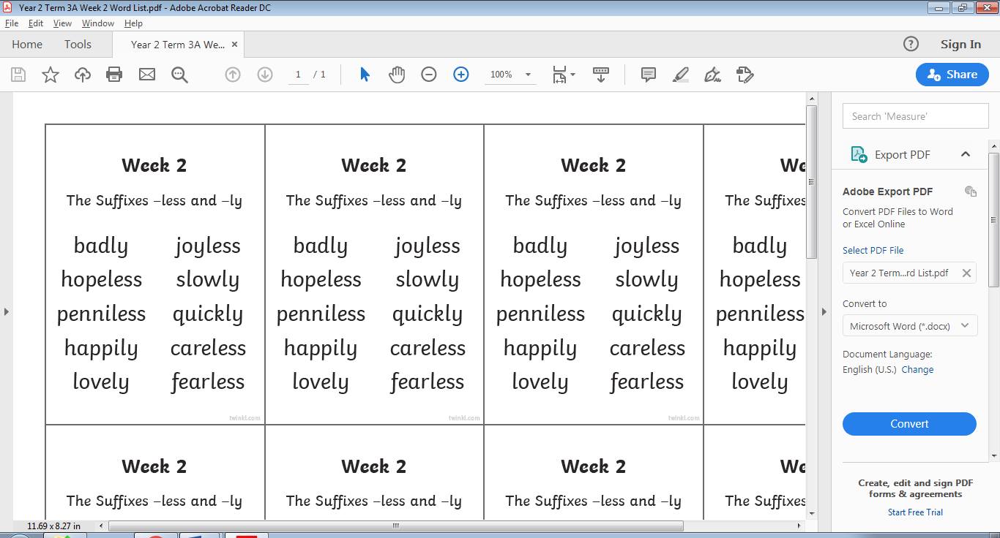 Year 2 Term 3A Week 2 Word List.pdf - Adobe Acrobat Reader DC
File Edit View Window Help
Home Tools Year 2 Term 3A We... × Sign In
1 / 1 100% Share
Week 2 Week 2 Week 2 We
The Suffixes –less and –ly The Suffixes –less and –ly The Suffixes –less and –ly The Suffixes
badly joyless badly joyless badly joyless badly
hopeless slowly hopeless slowly hopeless slowly hopeless
penniless quickly penniless quickly penniless quickly penniless
happily careless happily careless happily careless happily
lovely fearless lovely fearless lovely fearless lovely
twinkl.com twinkl.com twinkl.com
Week 2 Week 2 Week 2 We
The Suffixes –less and –ly The Suffixes –less and –ly The Suffixes –less and –ly The Suffixes
11.69 x 8.27 in
Search 'Measure'
Export PDF
Adobe Export PDF
Convert PDF Files to Word
or Excel Online
Select PDF File
Year 2 Term...rd List.pdf
Convert to
Microsoft Word (*.docx)
Document Language:
English (U.S.) Change
Convert
Create, edit and sign PDF
forms & agreements
Start Free Trial